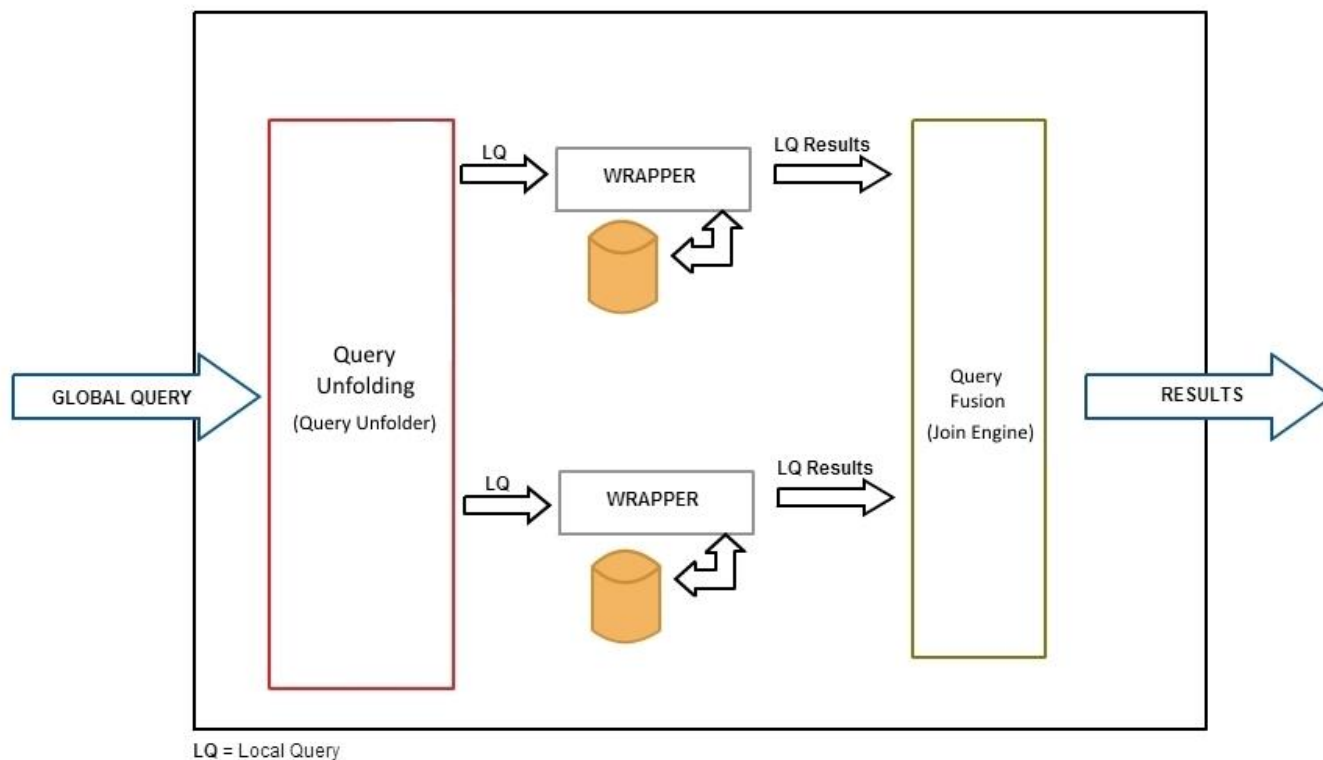 LQ
WRAPPER
LQ Results
GLOBAL QUERY
Query
Unfolding
(Query Unfolder)
Query
Fusion
(Join Engine)
RESULTS
LQ
WRAPPER
LQ Results
LQ = Local Query